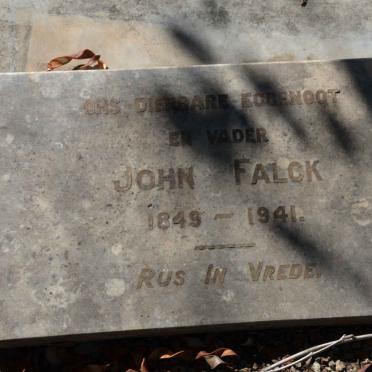 ONS DIERBARE EGGENOOT
EN VADER
JOHN FALCK
1849 - 1941.
RUS IN VREDE.